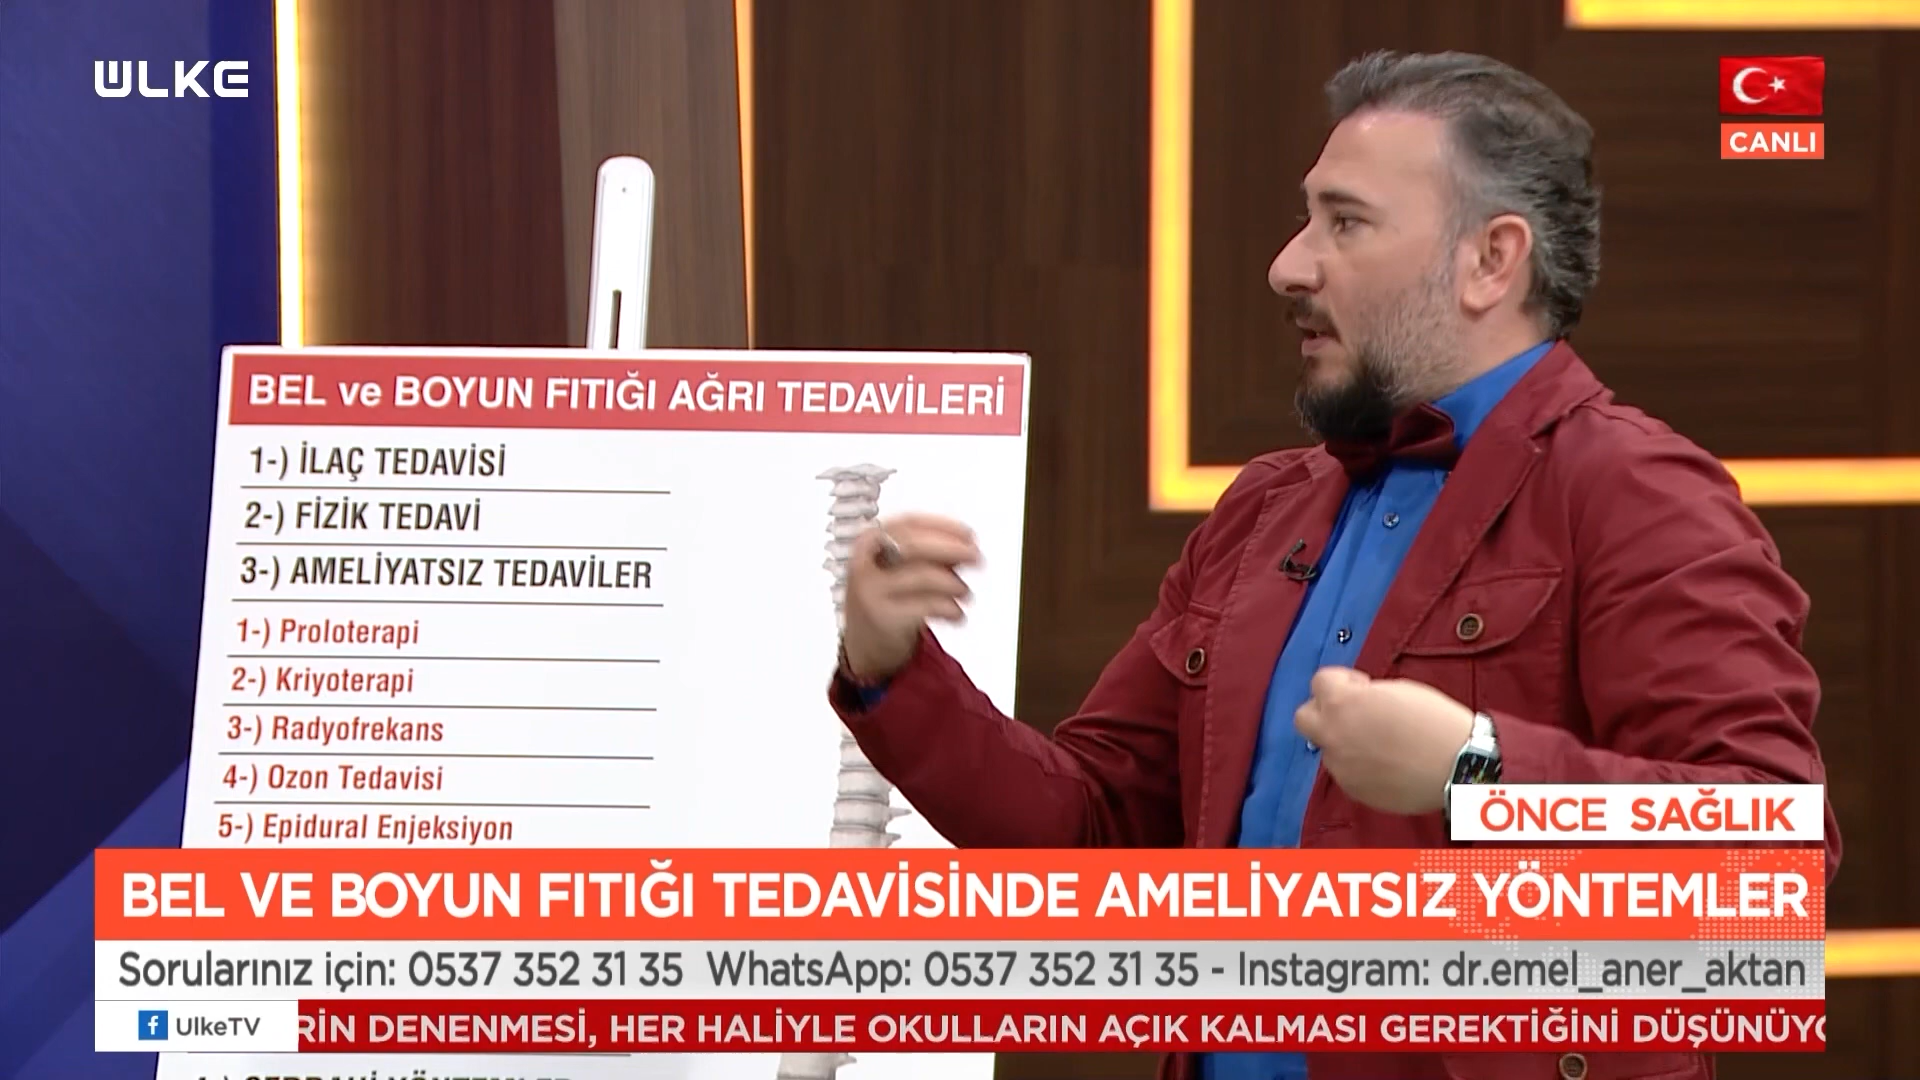 ÜLKE
CANLI
BEL ve BOYUN FITIĞI AĞRI TEDAVİLERİ
1-) İLAÇ TEDAVİSİ
2-) FİZİK TEDAVİ
3-) AMELİYATSIZ TEDAVİLER
1-) Proloterapi
2-) Kriyoterapi
3-) Radyofrekans
4-) Ozon Tedavisi
5-) Epidural Enjeksiyon
ÖNCE SAĞLIK
BEL VE BOYUN FITIĞI TEDAVİSİNDE AMELİYATSIZ YÖNTEMLER
Sorularınız için: 0537 352 31 35 WhatsApp: 0537 352 31 35 - Instagram: dr.emel_aner_aktan
UlkeTV
RİN DENENMESİ, HER HALİYLE OKULLARIN AÇIK KALMASI GEREKTİĞİNİ DÜŞÜNÜYO